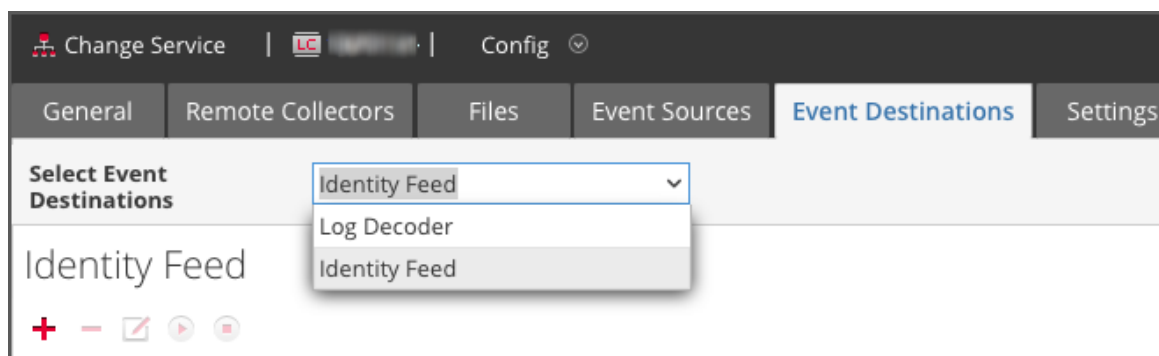 Change Service | LC | Config
General Remote Collectors Files Event Sources Event Destinations Settings
Select Event
Destinations
Identity Feed
Log Decoder
Identity Feed
Identity Feed